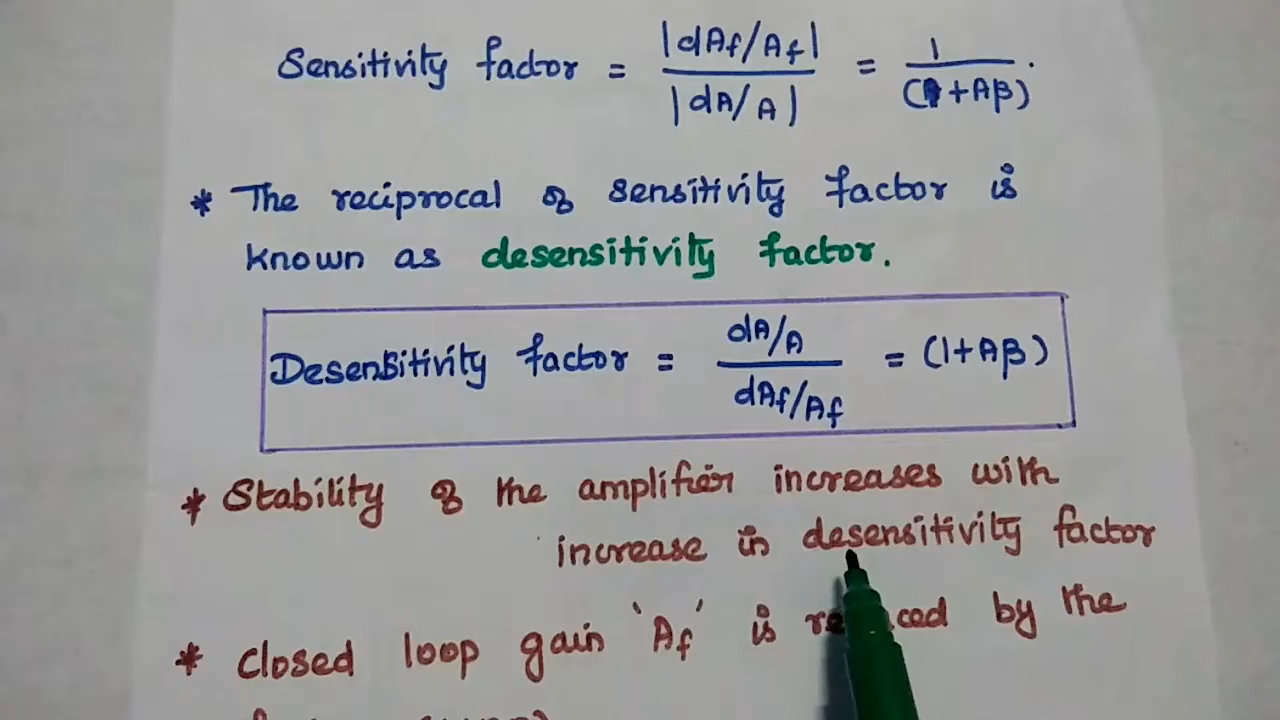 Sensitivity factor = |dAf/Af| / |dA/A| = 1 / (1+Aβ).
* The reciprocal of sensitivity factor is
known as desensitivity factor.
Desensitivity factor = dA/A / dAf/Af = (1+Aβ)
* Stability of the amplifier increases with
increase in desensitivity factor
* closed loop gain 'Af' is by the